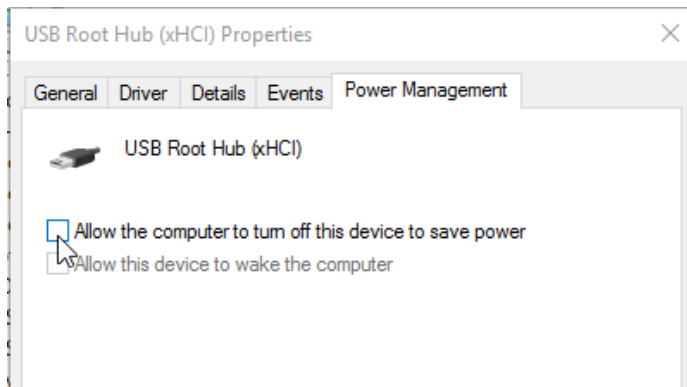 USB Root Hub (xHCI) Properties
General Driver Details Events Power Management
USB Root Hub (xHCI)
Allow the computer to turn off this device to save power
Allow this device to wake the computer